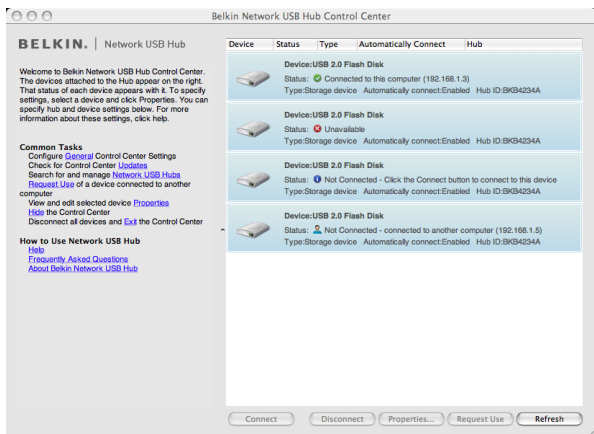 Belkin Network USB Hub Control Center
BELKIN. | Network USB Hub
Welcome to Belkin Network USB Hub Control Center.
The devices attached to the Hub appear on the right.
That status of each device appears with it. To specify
settings, select a device and click Properties. You can
specify hub and device settings below. For more
information about these settings, click help.
Common Tasks
Configure General Control Center Settings
Check for Control Center Updates
Search for and manage Network USB Hubs
Request Use of a device connected to another
computer
View and edit selected device Properties
Hide the Control Center
Disconnect all devices and Exit the Control Center
How to Use Network USB Hub
Help
Frequently Asked Questions
About Belkin Network USB Hub
Device Status Type Automatically Connect Hub
Device:USB 2.0 Flash Disk
Status: Connected to this computer (192.168.1.3)
Type:Storage device Automatically connect:Enabled Hub ID:BKB4234A
Device:USB 2.0 Flash Disk
Status: Unavailable
Type:Storage device Automatically connect:Enabled Hub ID:BKB4234A
Device:USB 2.0 Flash Disk
Status: Not Connected - Click the Connect button to connect to this device
Type:Storage device Automatically connect:Enabled Hub ID:BKB4234A
Device:USB 2.0 Flash Disk
Status: Not Connected - connected to another computer (192.168.1.5)
Type:Storage device Automatically connect:Enabled Hub ID:BKB4234A
Connect Disconnect Properties... Request Use Refresh